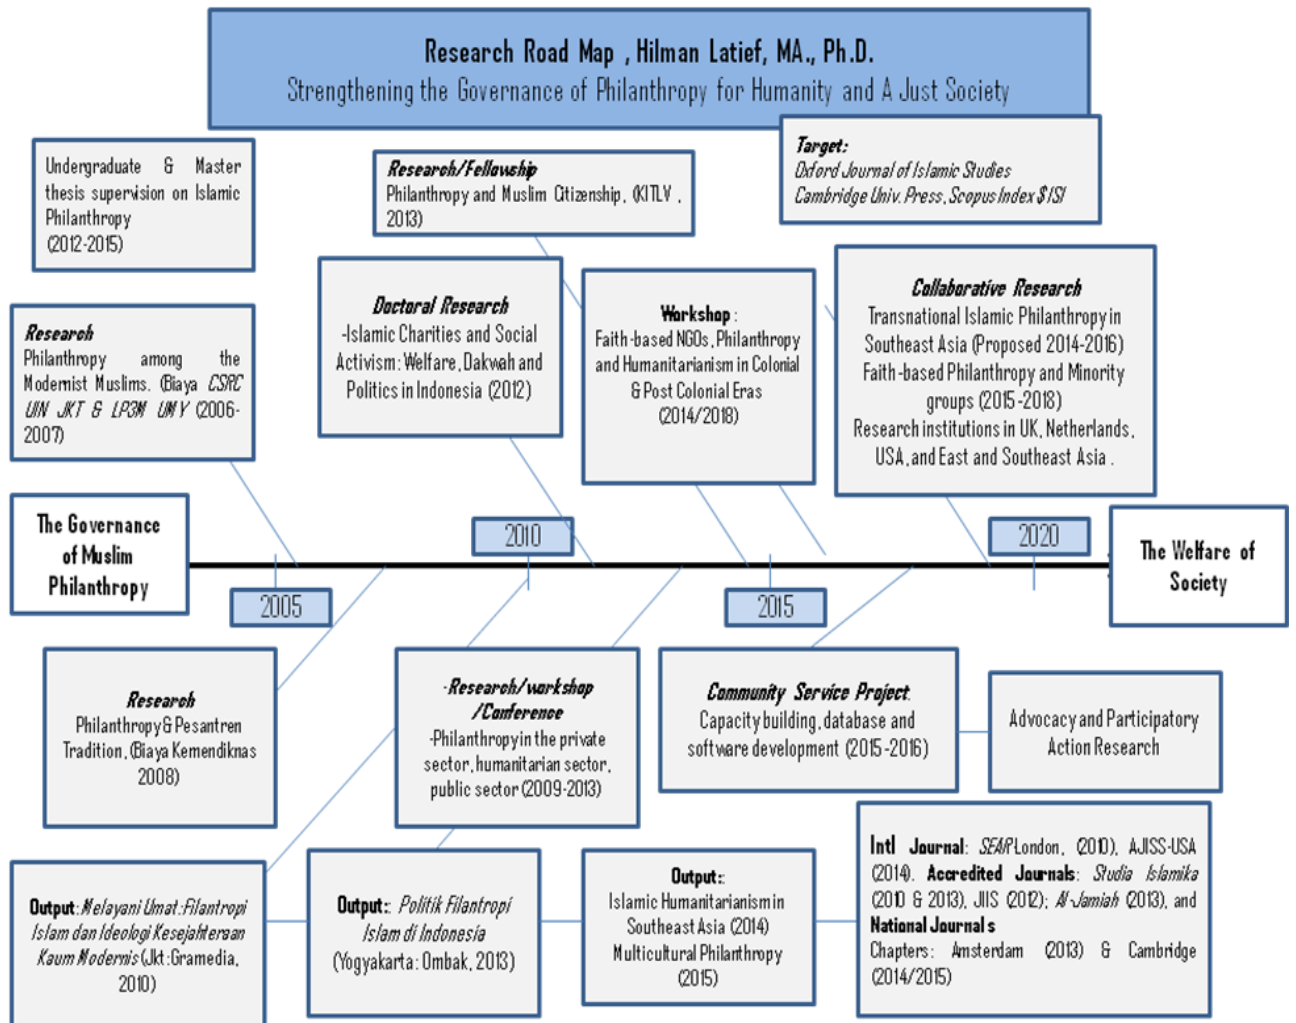 Research Road Map , Hilman Latief, MA., Ph.D.
Strengthening the Governance of Philanthropy for Humanity and A Just Society
Undergraduate & Master
thesis supervision on Islamic
Philanthropy
(2012-2015)
Research/Fellowship
Philanthropy and Muslim Citizenship, (KITLV ,
2013)
Target:
Oxford Journal of Islamic Studies
Cambridge Univ. Press, Scopus Index $ ISI
Research
Philanthropy among the
Modernist Muslims. (Biaya CSRC
UIN JKT & LP3M UMY (2006-
2007)
Doctoral Research
-Islamic Charities and Social
Activism: Welfare, Dakwah and
Politics in Indonesia (2012)
Workshop :
Faith-based NGOs, Philanthropy
and Humanitarianism in Colonial
& Post Colonial Eras
(2014/2018)
Collaborative Research
Transnational Islamic Philanthropy in
Southeast Asia (Proposed 2014-2016)
Faith-based Philanthropy and Minority
groups (2015-2018)
Research institutions in UK, Netherlands,
USA, and East and Southeast Asia .
The Governance
of Muslim
Philanthropy
2005
2010
2015
2020
The Welfare of
Society
Research
Philanthropy & Pesantren
Tradition, (Biaya Kemendiknas
2008)
-Research/workshop
/Conference
-Philanthropy in the private
sector, humanitarian sector,
public sector (2009-2013)
Community Service Project:
Capacity building, database and
software development (2015-2016)
Advocacy and Participatory
Action Research
Output: Melayani Umat: Filantropi
Islam dan Ideologi Kesejahteraan
Kaum Modernis (Jkt: Gramedia,
2010)
Output:: Politik Filantropi
Islam di Indonesia
(Yogyakarta: Ombak, 2013)
Output::
Islamic Humanitarianism in
Southeast Asia (2014)
Multicultural Philanthropy
(2015)
Intl Journal: SEAR London, (2010), AJISS-USA
(2014). Accredited Journals: Studia Islamika
(2010 & 2013), JIIS (2012); Al-Jamiah (2013), and
National Journals
Chapters: Amsterdam (2013) & Cambridge
(2014/2015)